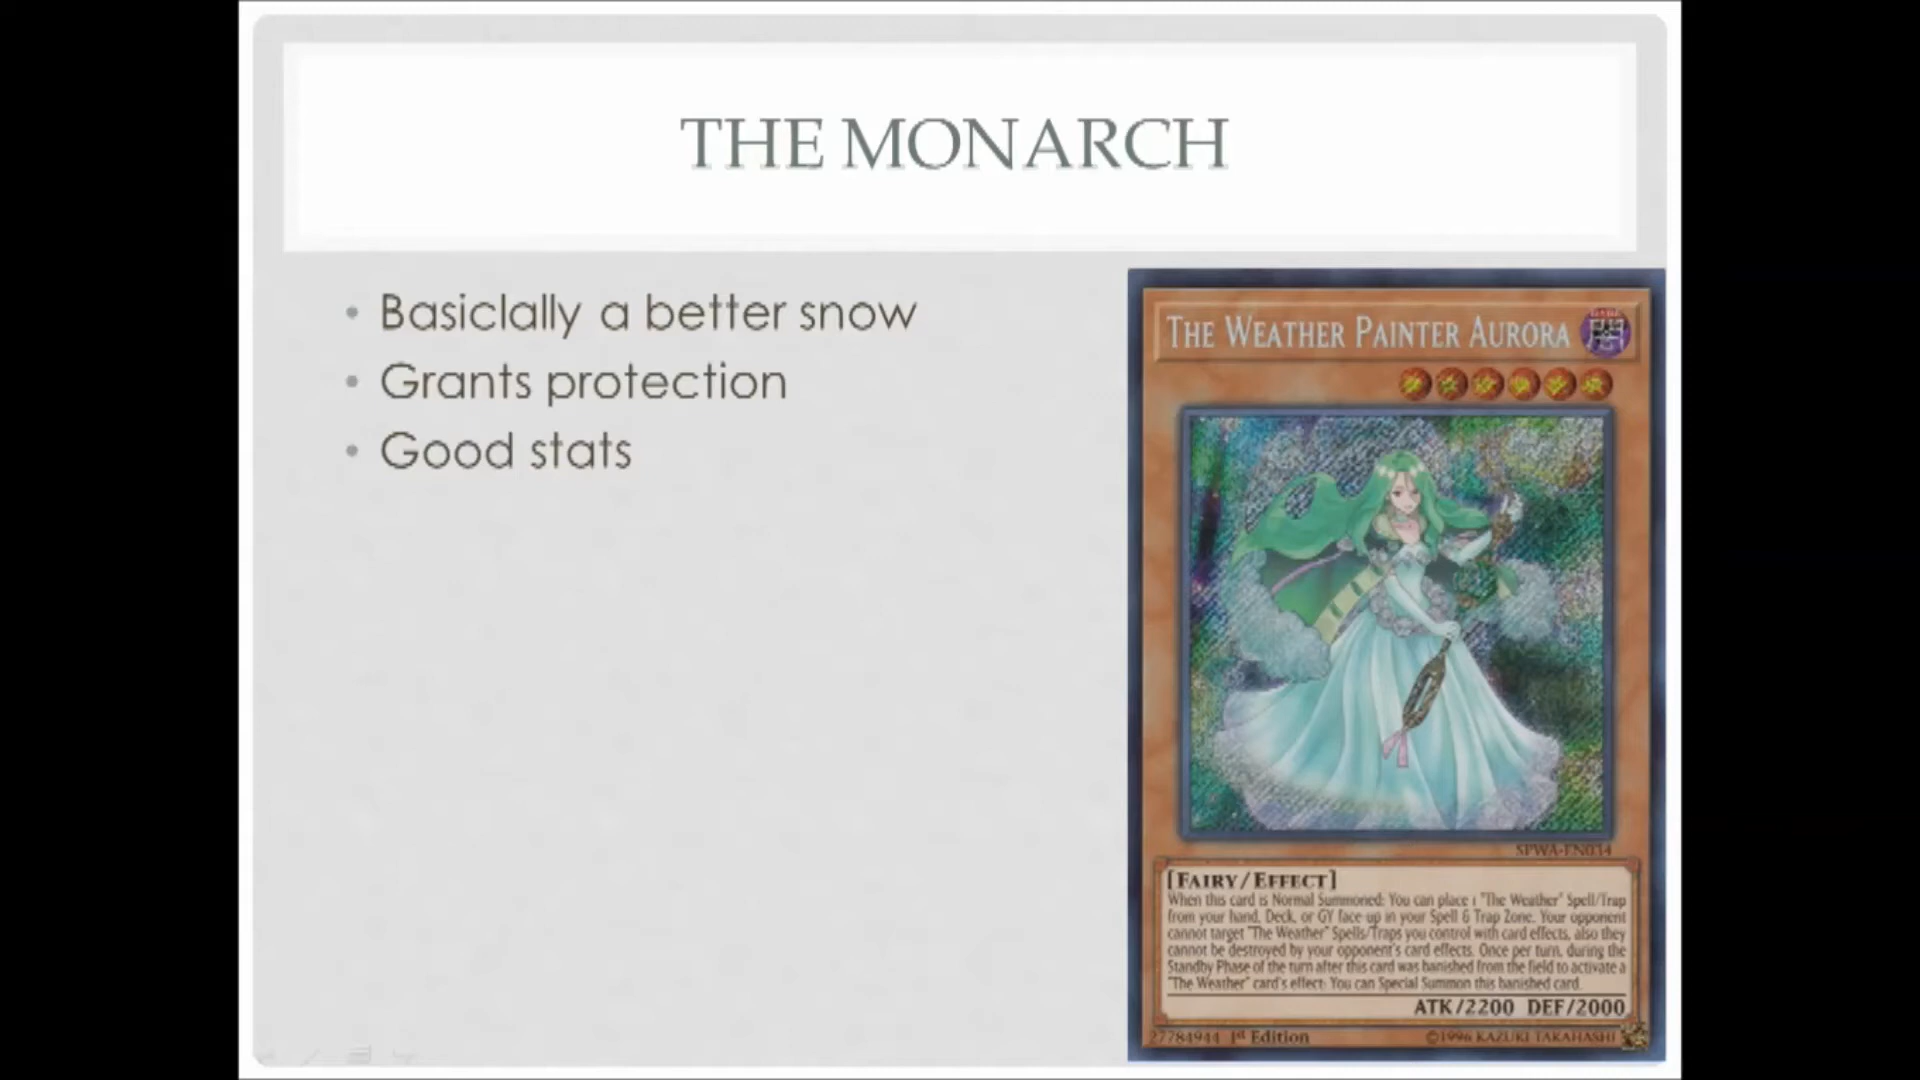 THE MONARCH
Basiclally a better snow
Grants protection
Good stats
THE WEATHER PAINTER AURORA
SPWA-EN034
[FAIRY/EFFECT]
When this card is Normal Summoned: You can place 1 "The Weather" Spell/Trap
from your hand, Deck, or GY face-up in your Spell & Trap Zone. Your opponent
cannot target "The Weather" Spells/Traps you control with card effects, also they
cannot be destroyed by your opponent's card effects. Once per turn, during the
Standby Phase of the turn after this card was banished from the field to activate a
"The Weather" card's effect: You can Special Summon this banished card.
ATK/2200 DEF/2000
27784944 1st Edition
©1996 KAZUKI TAKAHASHI